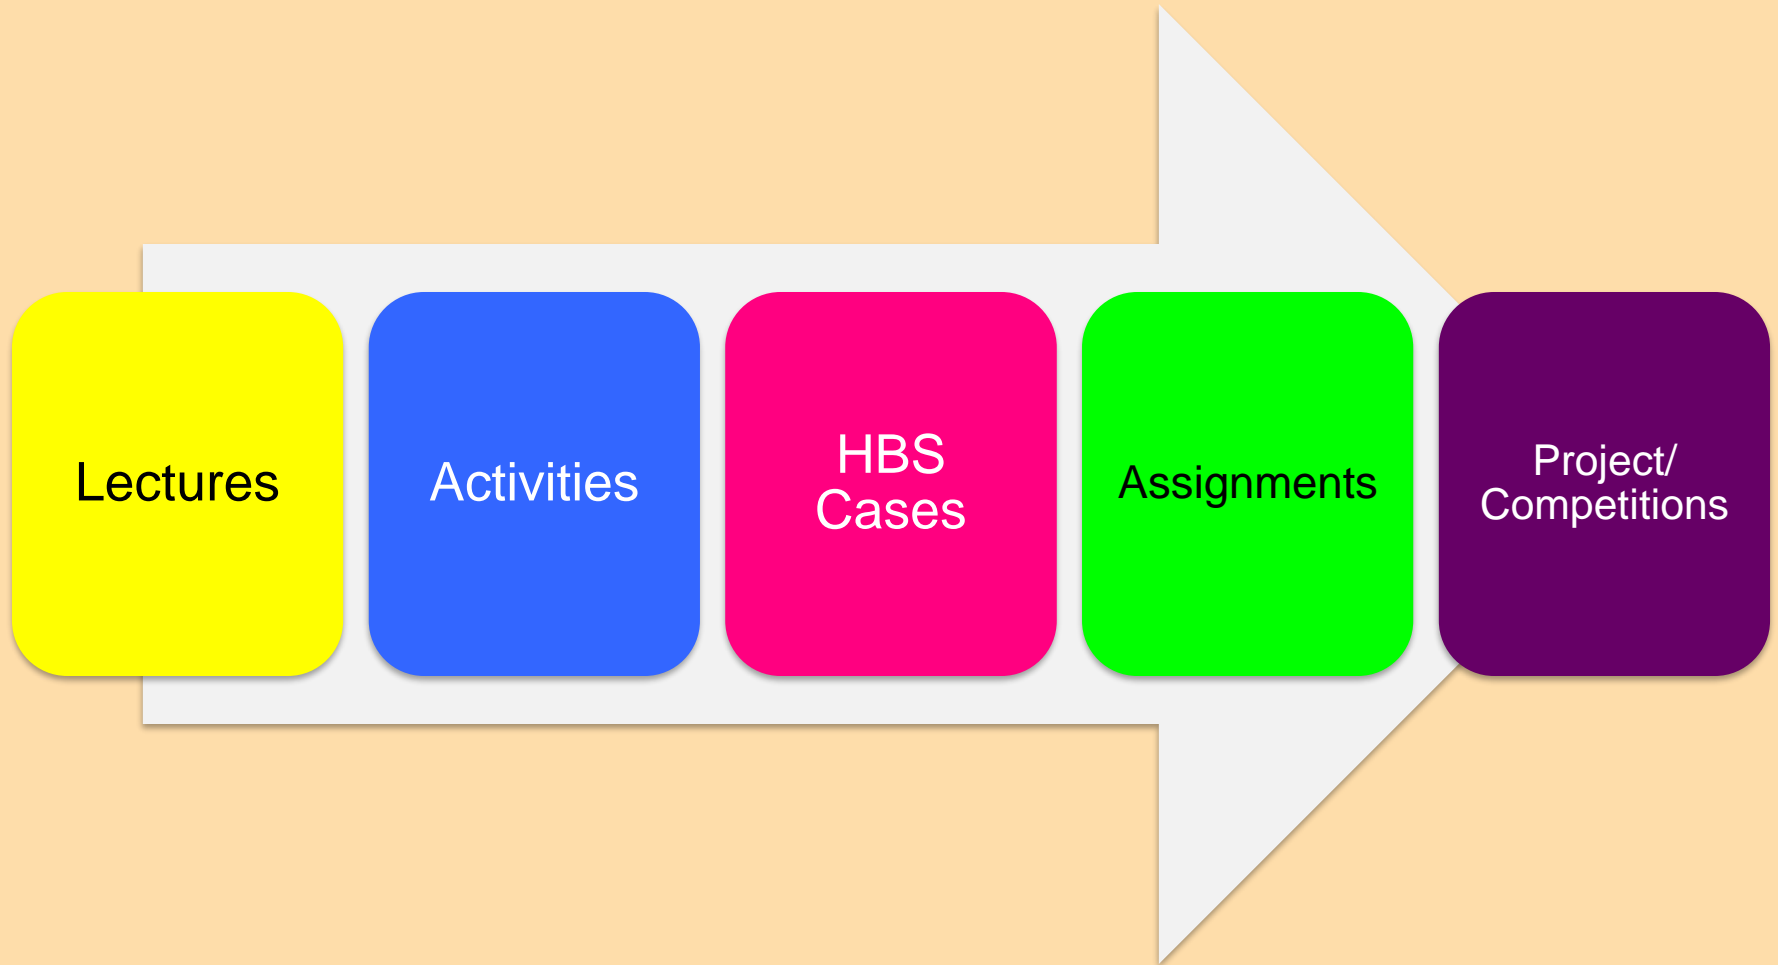 Lectures
Activities
HBS
Cases
Assignments
Project/
Competitions